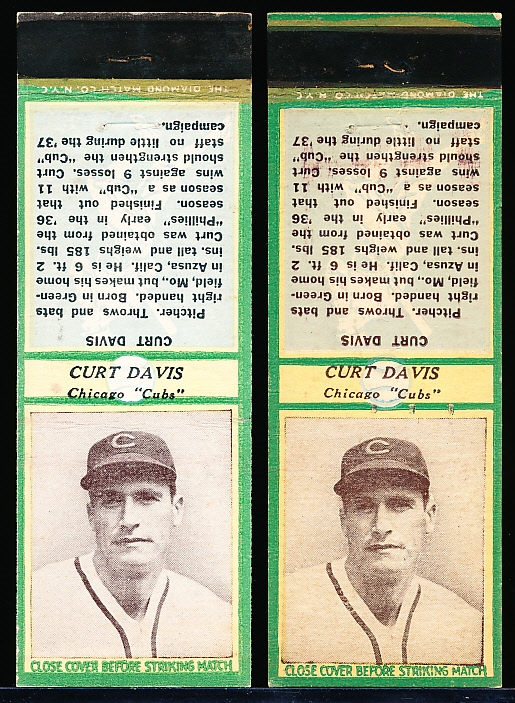 THE DIAMOND MATCH CO. N.Y.C.
CURT DAVIS
Pitcher. Throws and bats
right handed. Born in Green-
field, Mo., but makes his home
in Azusa, Calif. He is 6 ft. 2
ins. tall and weighs 185 lbs.
Curt was obtained from the
"Phillies" early in the '36
season. Finished out that
season as a "Cub" with 11
wins against 9 losses. Curt
should strengthen the "Cub"
staff no little during the '37
campaign.
CURT DAVIS
Chicago "Cubs"
C
CLOSE COVER BEFORE STRIKING MATCH
THE DIAMOND MATCH CO. N.Y.C.
CURT DAVIS
Pitcher. Throws and bats
right handed. Born in Green-
field, Mo., but makes his home
in Azusa, Calif. He is 6 ft. 2
ins. tall and weighs 185 lbs.
Curt was obtained from the
"Phillies" early in the '36
season. Finished out that
season as a "Cub" with 11
wins against 9 losses. Curt
should strengthen the "Cub"
staff no little during the '37
campaign.
CURT DAVIS
Chicago "Cubs"
C
CLOSE COVER BEFORE STRIKING MATCH